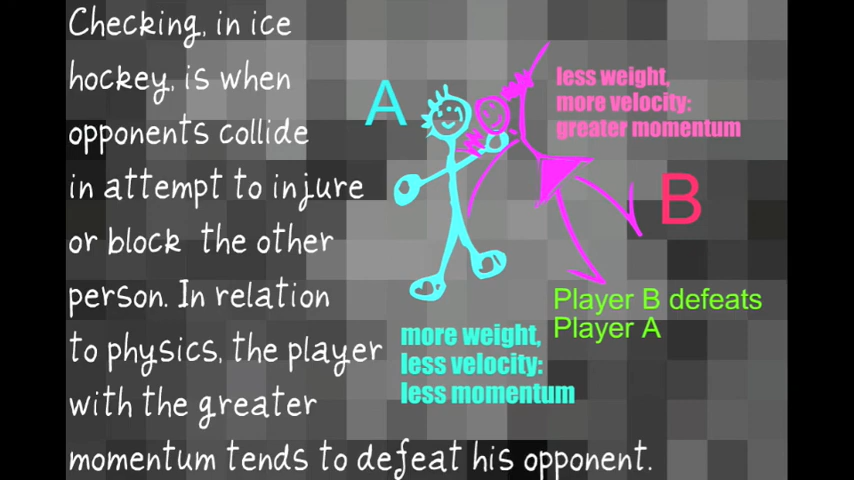 Checking, in ice
hockey, is when
opponents collide
in attempt to injure
or block the other
person. In relation
to physics, the player
with the greater
momentum tends to defeat his opponent.
A
less weight,
more velocity:
greater momentum
B
Player B defeats
Player A
more weight,
less velocity:
less momentum